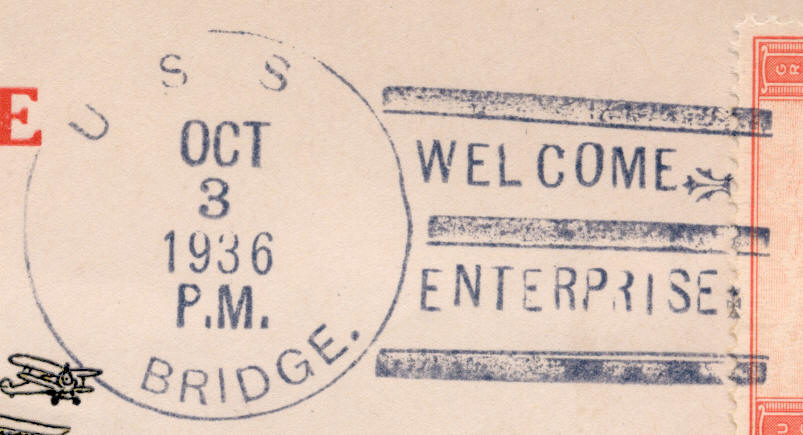 E
U S S
OCT
3
1936
P.M.
BRIDGE.
WELCOME
ENTERPRISE